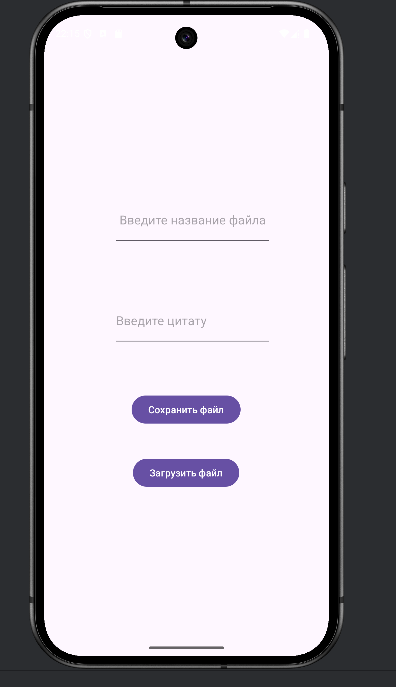 Введите название файла
Введите цитату
Сохранить файл
Загрузить файл